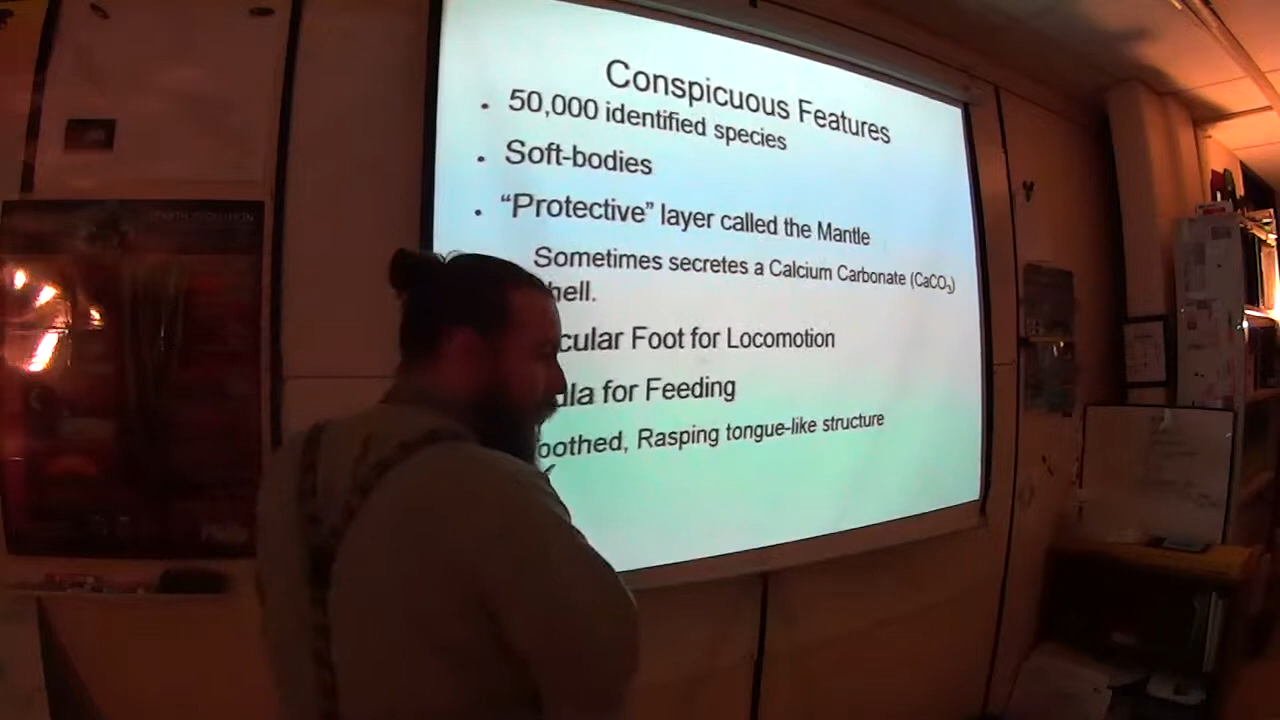 Conspicuous Features
• 50,000 identified species
• Soft-bodies
• “Protective” layer called the Mantle
Sometimes secretes a Calcium Carbonate (CaCO₃)
hell.
cular Foot for Locomotion
ula for Feeding
oothed, Rasping tongue-like structure